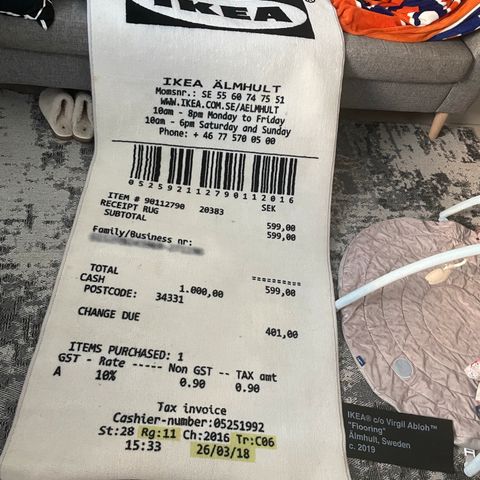 IKEA®
IKEA ÄLMHULT
Momsnr.: SE 55 60 74 75 51
WWW.IKEA.COM.SE/AELMHULT
10am - 8pm Monday to Friday
10am - 6pm Saturday and Sunday
Phone: + 46 77 570 05 00
0525921127901120​16
ITEM # 90112790 20383 SEK
RECEIPT RUG 599,00
SUBTOTAL 599,00
Family/Business nr:
==========
TOTAL 599,00
CASH 1.000,00
POSTCODE: 34331
CHANGE DUE 401,00
ITEMS PURCHASED: 1
GST - Rate ----- Non GST -- TAX amt
A 10% 0.90 0.90
Tax invoice
Cashier-number:05251992
St:28 Rg:11 Ch:2016 Tr:C06
15:33 26/03/18
IKEA® c/o Virgil Abloh™
"Flooring"
Älmhult, Sweden
c. 2019